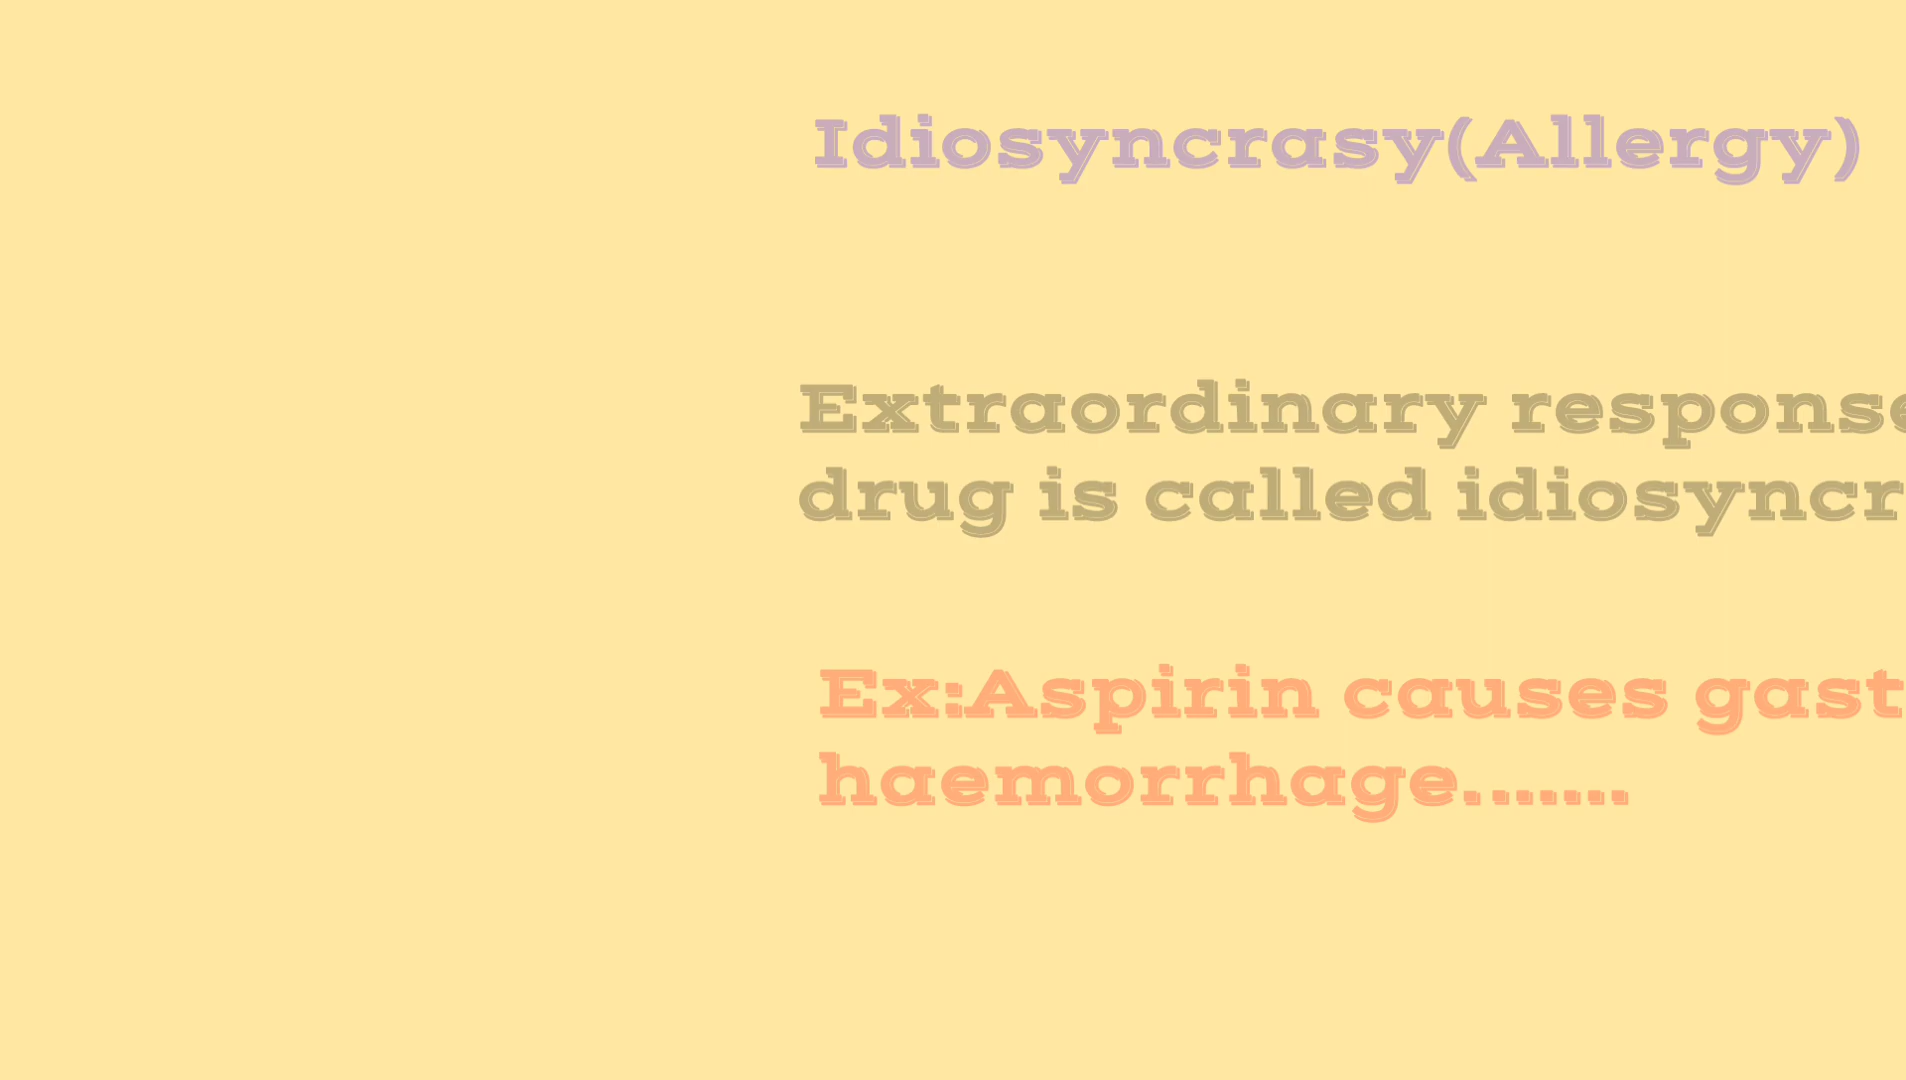 Idiosyncrasy(Allergy)
Extraordinary response
drug is called idiosyncr
Ex:Aspirin causes gast
haemorrhage.......